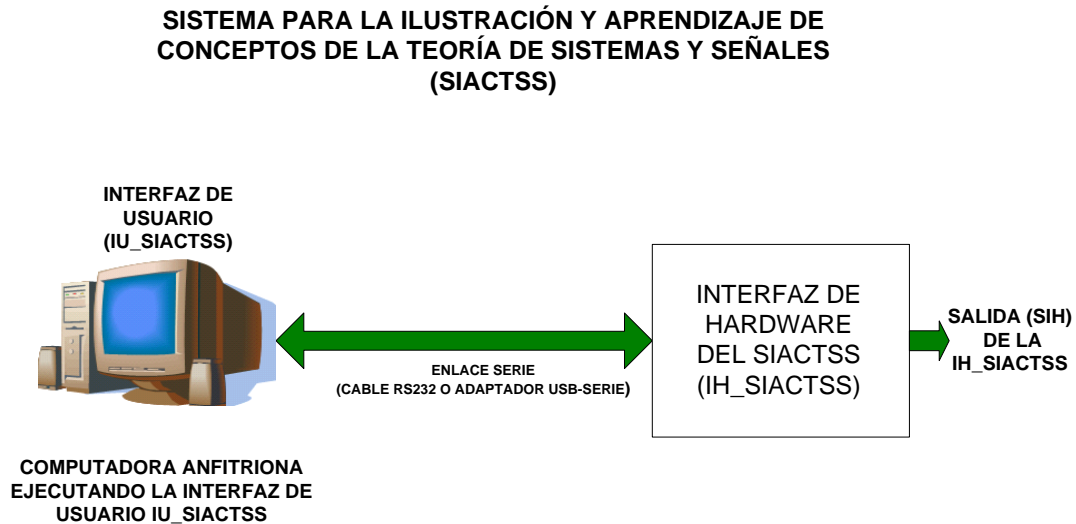 SISTEMA PARA LA ILUSTRACIÓN Y APRENDIZAJE DE
CONCEPTOS DE LA TEORÍA DE SISTEMAS Y SEÑALES
(SIACTSS)
INTERFAZ DE
USUARIO
(IU_SIACTSS)
ENLACE SERIE
(CABLE RS232 O ADAPTADOR USB-SERIE)
INTERFAZ DE
HARDWARE
DEL SIACTSS
(IH_SIACTSS)
SALIDA (SIH)
DE LA
IH_SIACTSS
COMPUTADORA ANFITRIONA
EJECUTANDO LA INTERFAZ DE
USUARIO IU_SIACTSS